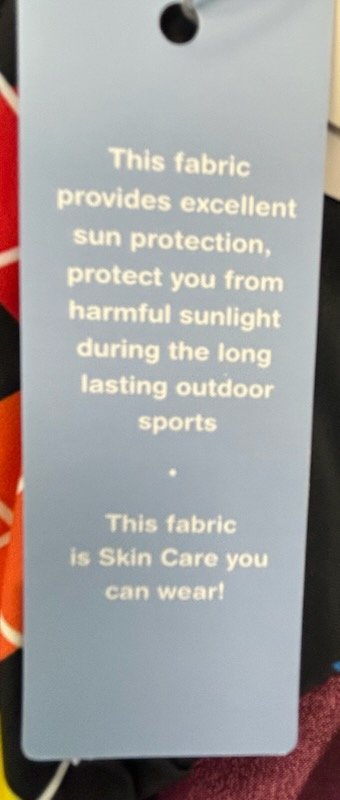 This fabric
provides excellent
sun protection,
protect you from
harmful sunlight
during the long
lasting outdoor
sports
•
This fabric
is Skin Care you
can wear!